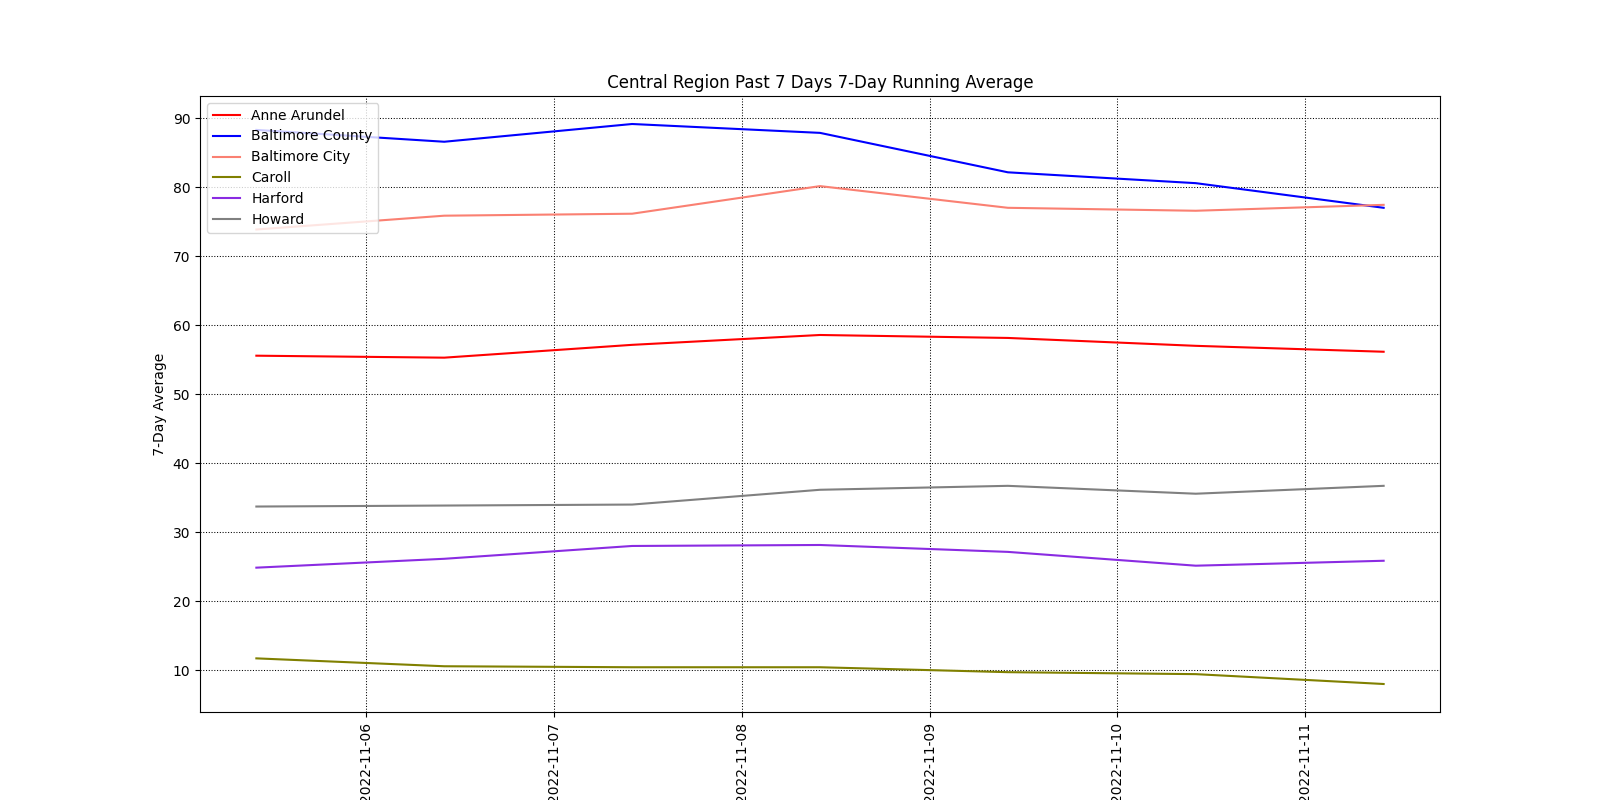 Central Region Past 7 Days 7-Day Running Average
Anne Arundel
Baltimore County
Baltimore City
Caroll
Harford
Howard
7-Day Average
90
80
70
60
50
40
30
20
10
2022-11-06
2022-11-07
2022-11-08
2022-11-09
2022-11-10
2022-11-11